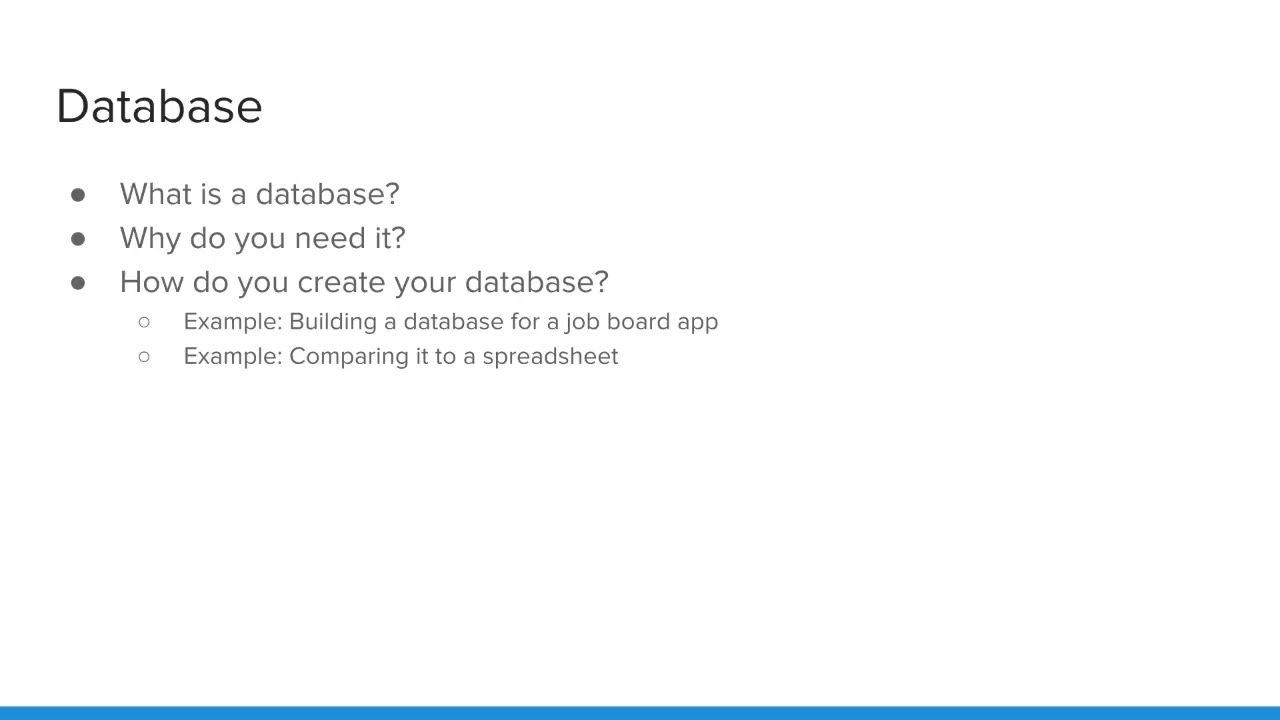 Database
● What is a database?
● Why do you need it?
● How do you create your database?
○ Example: Building a database for a job board app
○ Example: Comparing it to a spreadsheet